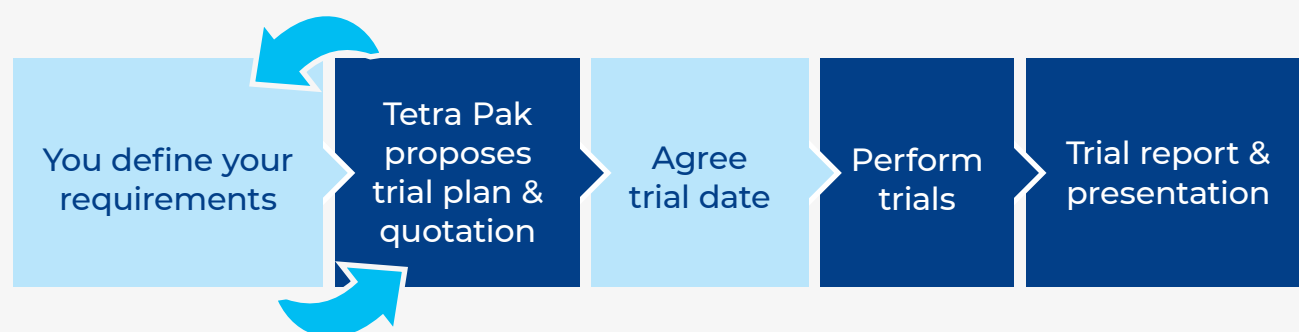 You define your
requirements
Tetra Pak
proposes
trial plan &
quotation
Agree
trial date
Perform
trials
Trial report &
presentation